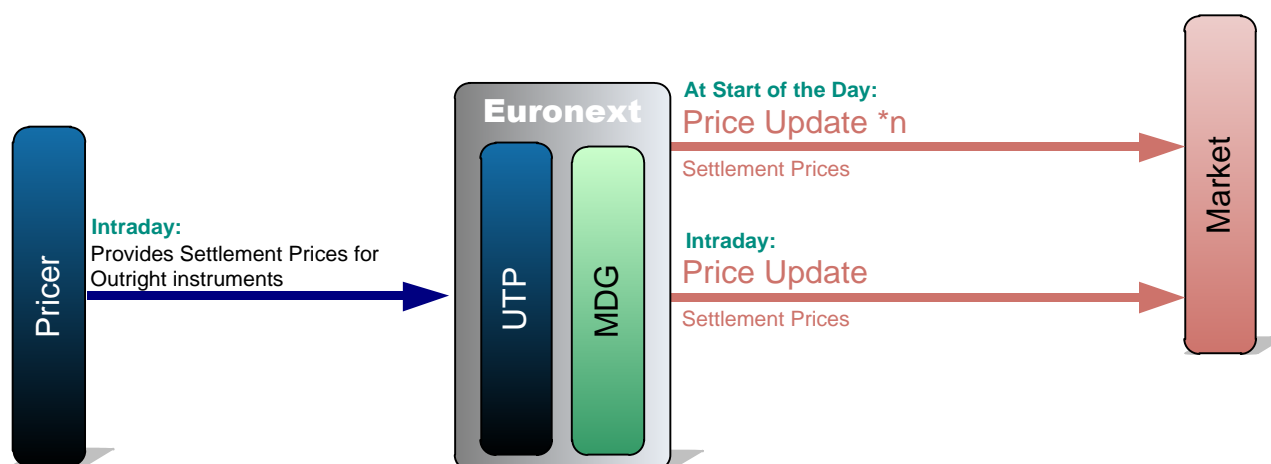 Pricer
Intraday:
Provides Settlement Prices for
Outright instruments
Euronext
UTP
MDG
At Start of the Day:
Price Update *n
Settlement Prices
Intraday:
Price Update
Settlement Prices
Market